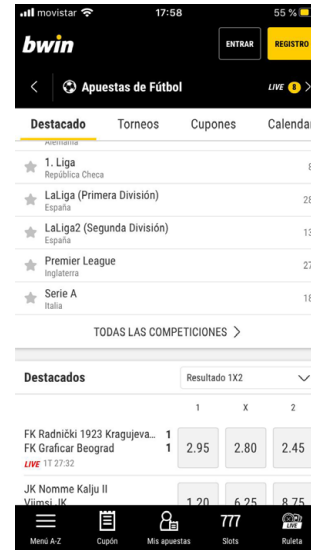 movistar 17:58 55 %
bwin ENTRAR REGISTRO
Apuestas de Fútbol LIVE 8
Destacado Torneos Cupones Calendar
Alemania
1. Liga 8
República Checa
LaLiga (Primera División) 28
España
LaLiga2 (Segunda División) 13
España
Premier League 27
Inglaterra
Serie A 18
Italia
TODAS LAS COMPETICIONES >
Destacados Resultado 1X2
1 X 2
FK Radnički 1923 Kragujeva... 1
FK Graficar Beograd 1 2.95 2.80 2.45
LIVE 1T 27:32
JK Nomme Kalju II
Viimsi JK 1.20 6.25 8.75
Menú A-Z Cupón Mis apuestas 777 Slots LIVE Ruleta